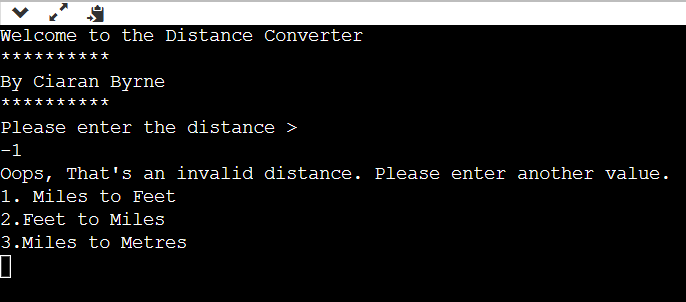 Welcome to the Distance Converter
**********
By Ciaran Byrne
**********
Please enter the distance >
-1
Oops, That's an invalid distance. Please enter another value.
1. Miles to Feet
2.Feet to Miles
3.Miles to Metres